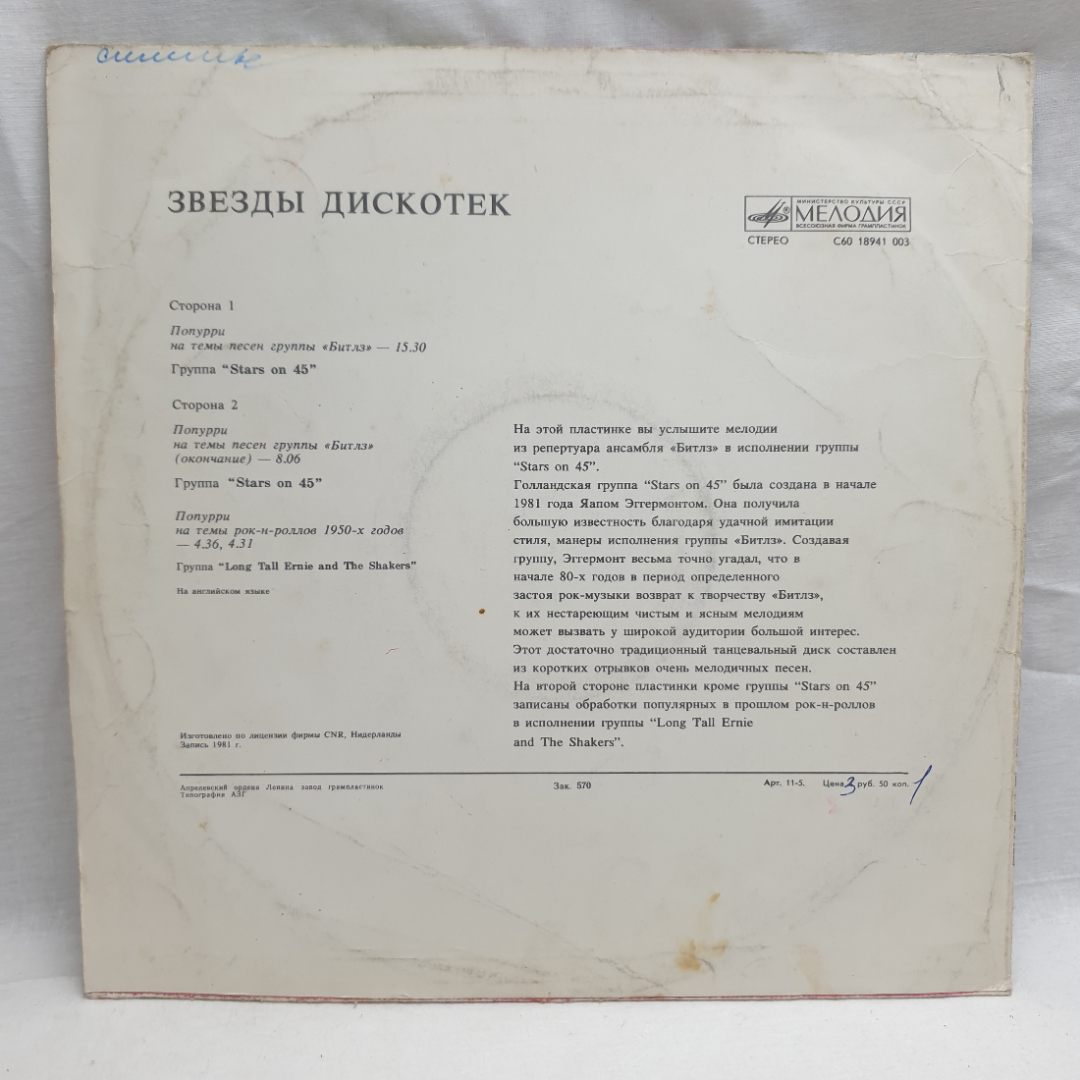 ЗВЕЗДЫ ДИСКОТЕК
МИНИСТЕРСТВО КУЛЬТУРЫ СССР
МЕЛОДИЯ
ВСЕСОЮЗНАЯ ФИРМА ГРАМПЛАСТИНОК
СТЕРЕО С60 18941 003
Сторона 1
Попурри
на темы песен группы «Битлз» — 15.30
Группа “Stars on 45”
Сторона 2
Попурри
на темы песен группы «Битлз»
(окончание) — 8.06
Группа “Stars on 45”
Попурри
на темы рок-н-роллов 1950-х годов
— 4.36, 4.31
Группа “Long Tall Ernie and The Shakers”
На английском языке
На этой пластинке вы услышите мелодии
из репертуара ансамбля «Битлз» в исполнении группы
“Stars on 45”.
Голландская группа “Stars on 45” была создана в начале
1981 года Яапом Эггермонтом. Она получила
большую известность благодаря удачной имитации
стиля, манеры исполнения группы «Битлз». Создавая
группу, Эггермонт весьма точно угадал, что в
начале 80-х годов в период определенного
застоя рок-музыки возврат к творчеству «Битлз»,
к их нестареющим чистым и ясным мелодиям
может вызвать у широкой аудитории большой интерес.
Этот достаточно традиционный танцевальный диск составлен
из коротких отрывков очень мелодичных песен.
На второй стороне пластинки кроме группы “Stars on 45”
записаны обработки популярных в прошлом рок-н-роллов
в исполнении группы “Long Tall Ernie
and The Shakers”.
Изготовлено по лицензии фирмы CNR, Нидерланды
Запись 1981 г.
Апрелевский ордена Ленина завод грампластинок
Типография АЗГ
Зак. 570
Арт. 11-5. Цена 3 руб. 50 коп. 1